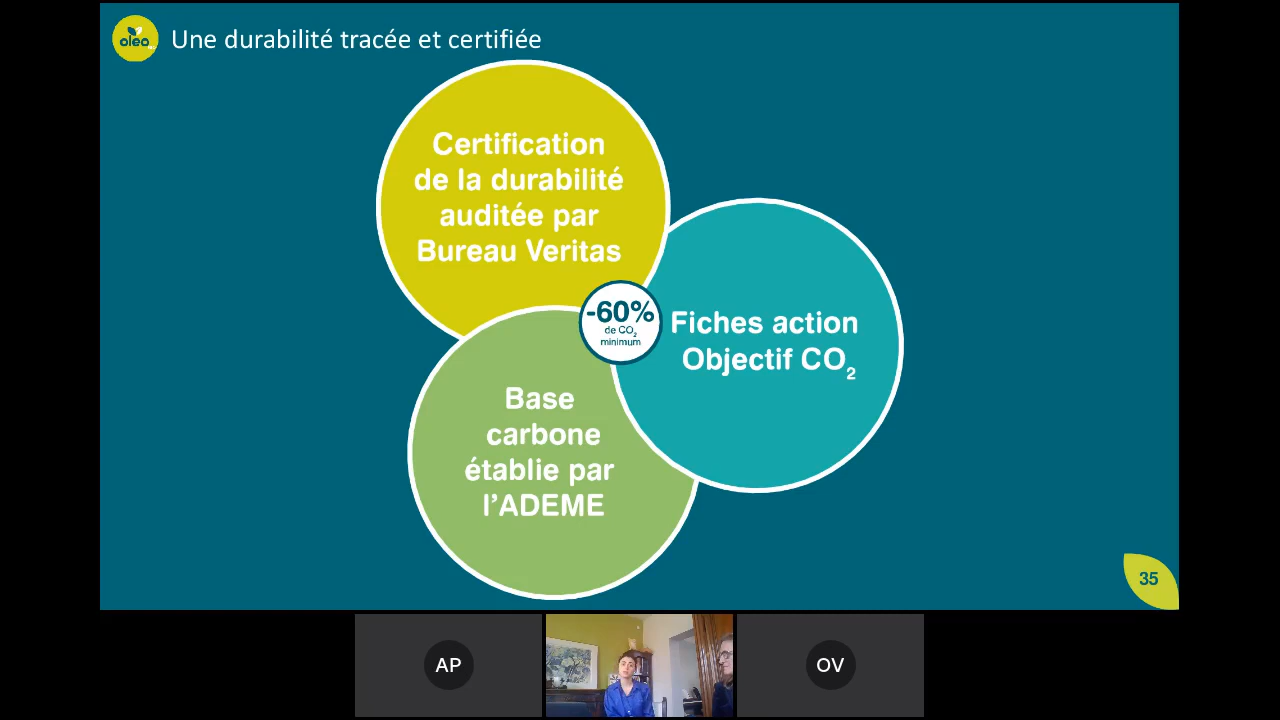 oleo
Une durabilité tracée et certifiée
Certification
de la durabilité
auditée par
Bureau Veritas
-60%
de CO₂
minimum
Fiches action
Objectif CO₂
Base
carbone
établie par
l’ADEME
35
AP
OV